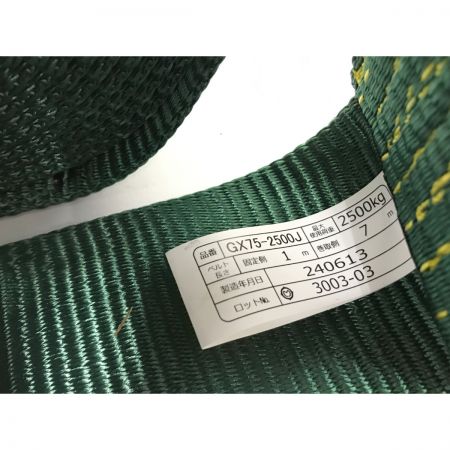 品番 GX75-2500J 最大使用荷重 2500kg
ベルト長さ 固定側 1 m 巻取側 7 m
製造年月日 240613
ロットNo. 3003-03